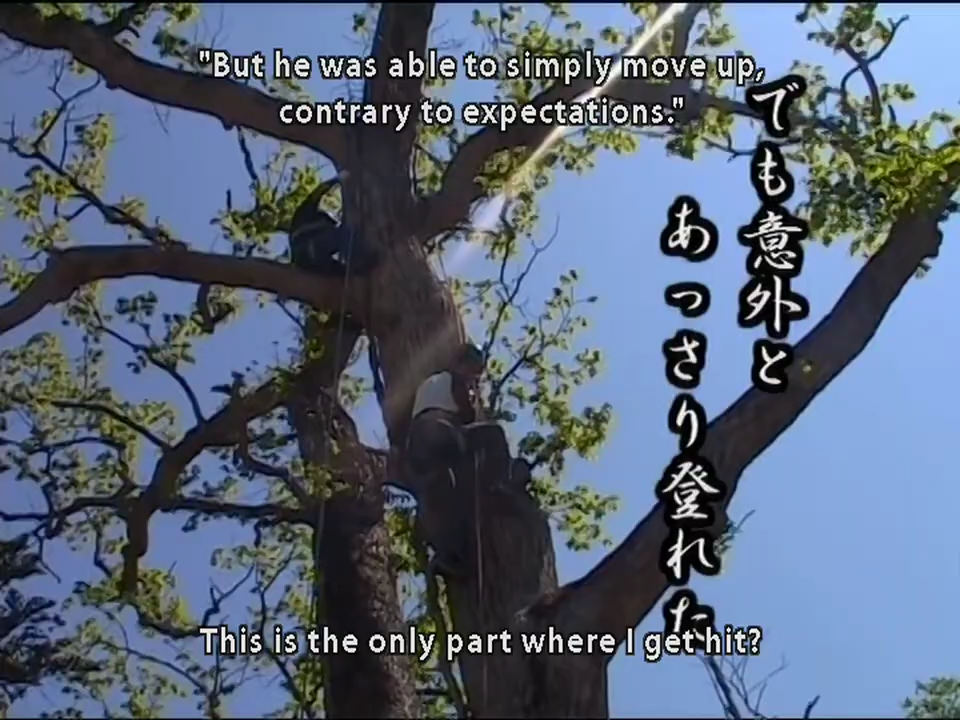 "But he was able to simply move up,
contrary to expectations."
でも意外と
あっさり登れた
This is the only part where I get hit?